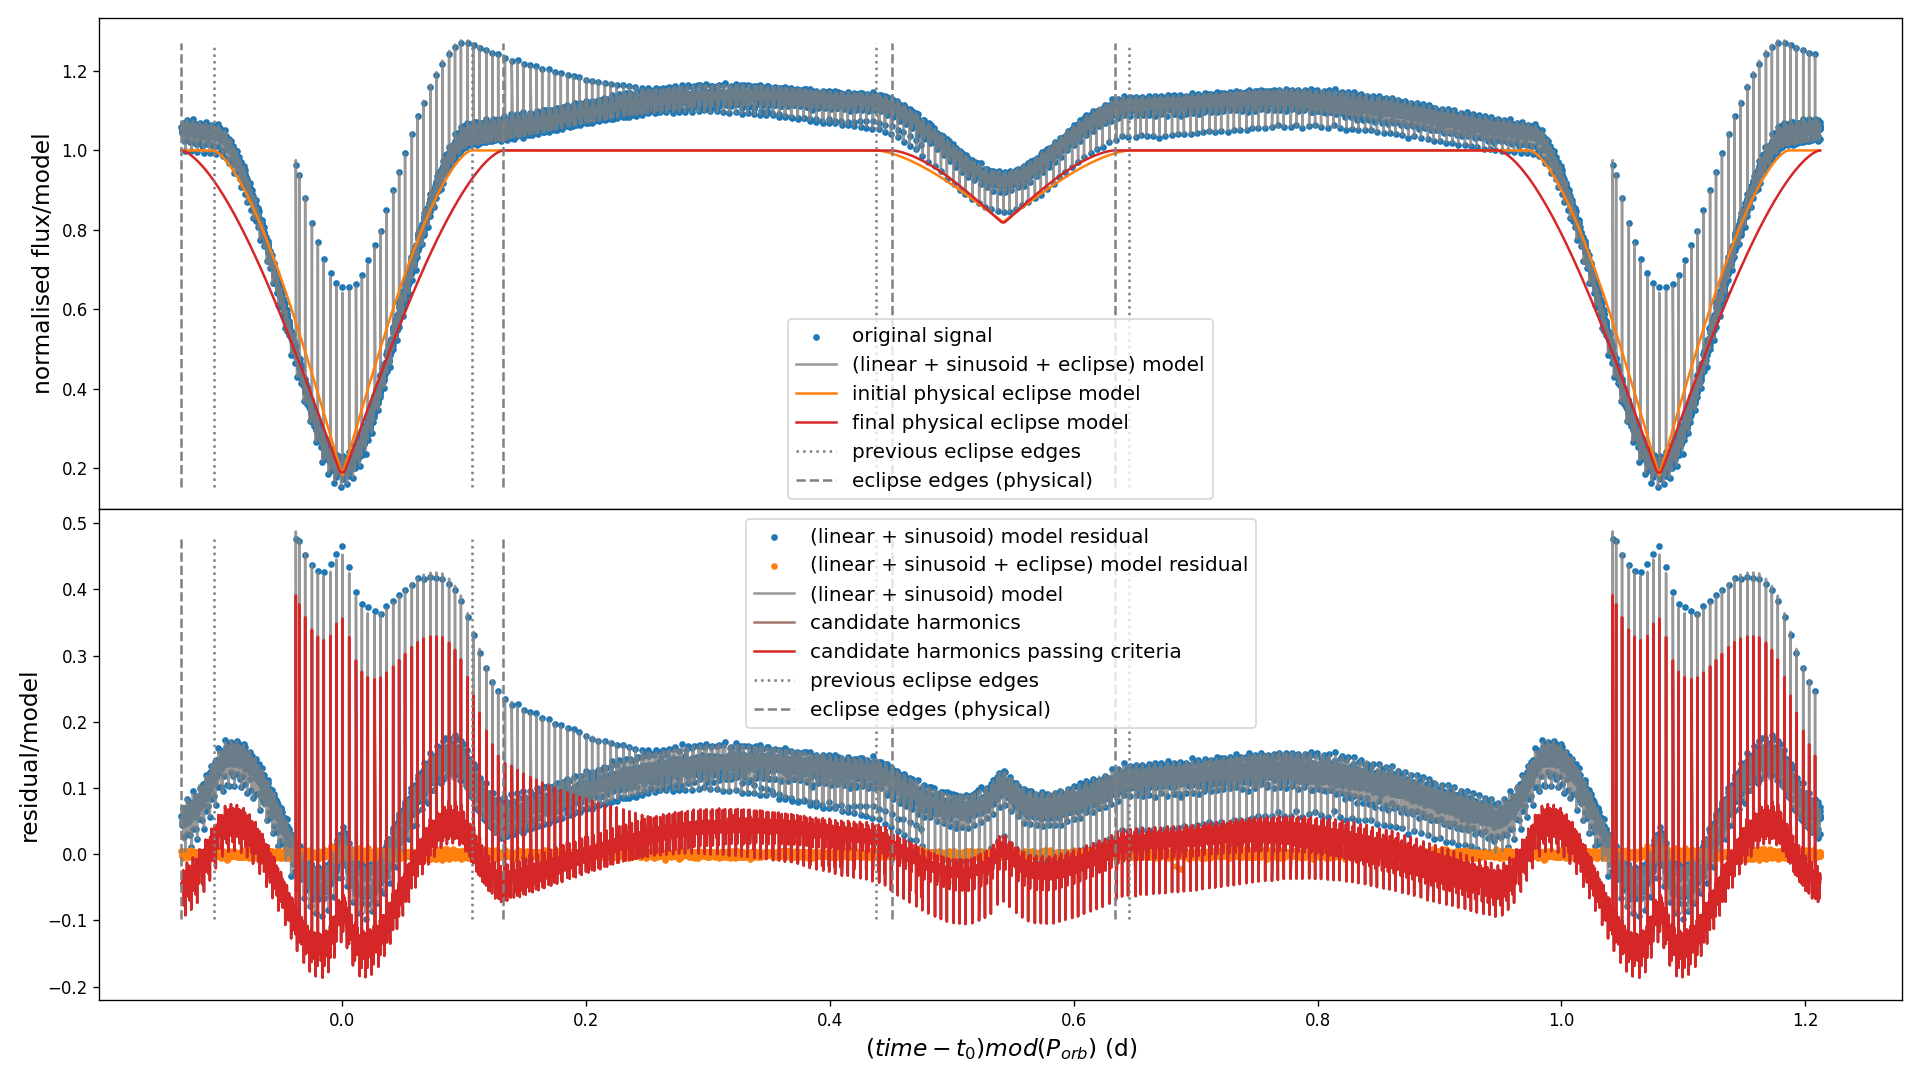 normalised flux/model
1.2
1.0
0.8
0.6
0.4
0.2
original signal
(linear + sinusoid + eclipse) model
initial physical eclipse model
final physical eclipse model
previous eclipse edges
eclipse edges (physical)
residual/model
0.5
0.4
0.3
0.2
0.1
0.0
−0.1
−0.2
(linear + sinusoid) model residual
(linear + sinusoid + eclipse) model residual
(linear + sinusoid) model
candidate harmonics
candidate harmonics passing criteria
previous eclipse edges
eclipse edges (physical)
0.0 0.2 0.4 0.6 0.8 1.0 1.2
(time − t₀)mod(P_orb) (d)